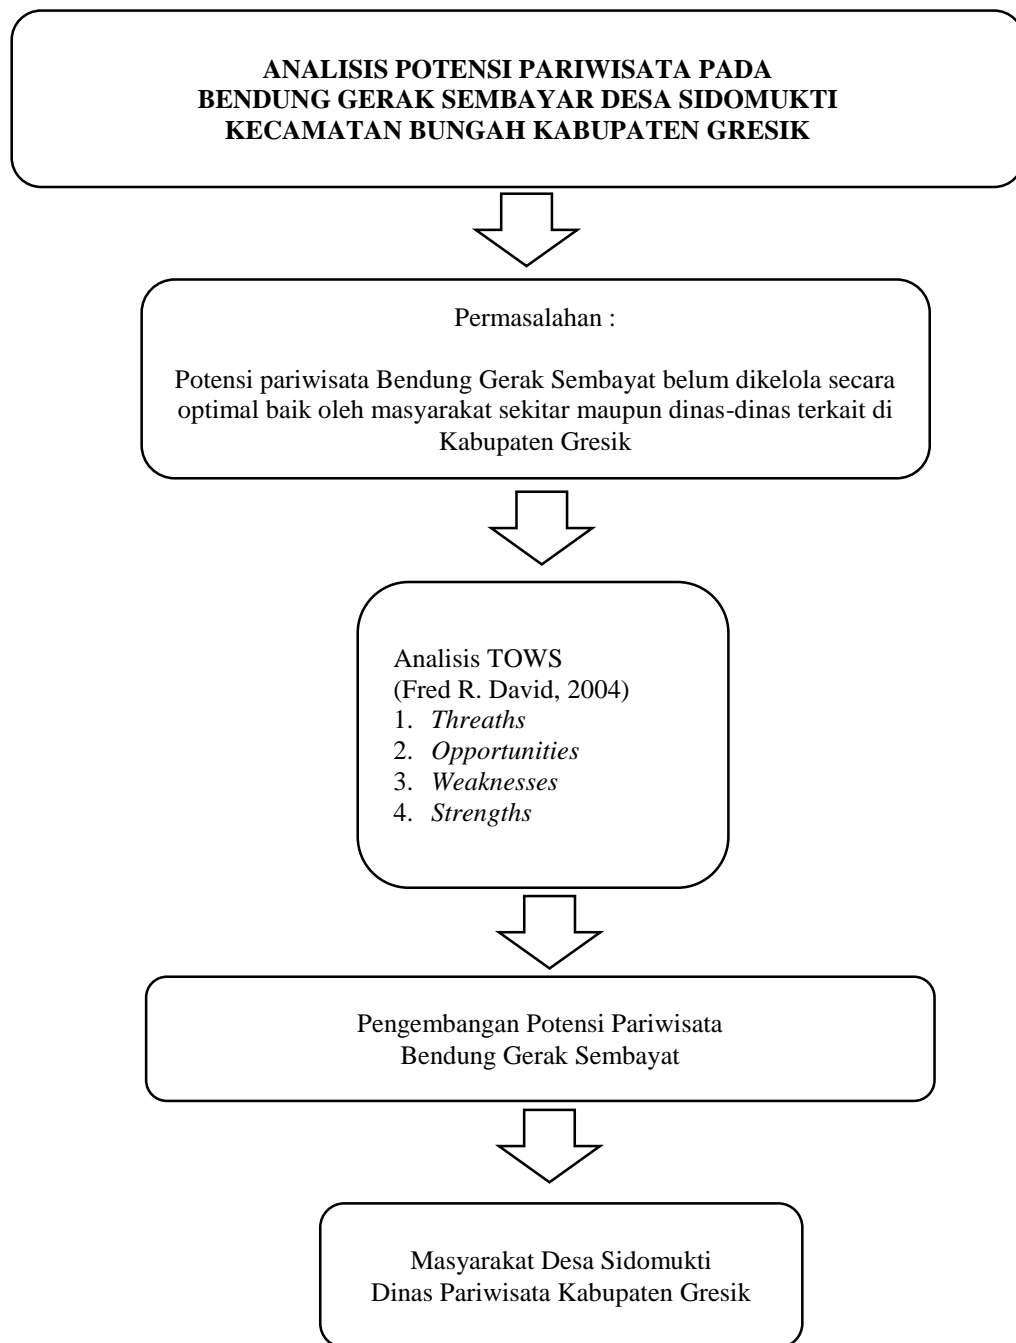 ANALISIS POTENSI PARIWISATA PADA
BENDUNG GERAK SEMBAYAR DESA SIDOMUKTI
KECAMATAN BUNGAH KABUPATEN GRESIK
Permasalahan :
Potensi pariwisata Bendung Gerak Sembayat belum dikelola secara
optimal baik oleh masyarakat sekitar maupun dinas-dinas terkait di
Kabupaten Gresik
Analisis TOWS
(Fred R. David, 2004)
1. Threaths
2. Opportunities
3. Weaknesses
4. Strengths
Pengembangan Potensi Pariwisata
Bendung Gerak Sembayat
Masyarakat Desa Sidomukti
Dinas Pariwisata Kabupaten Gresik